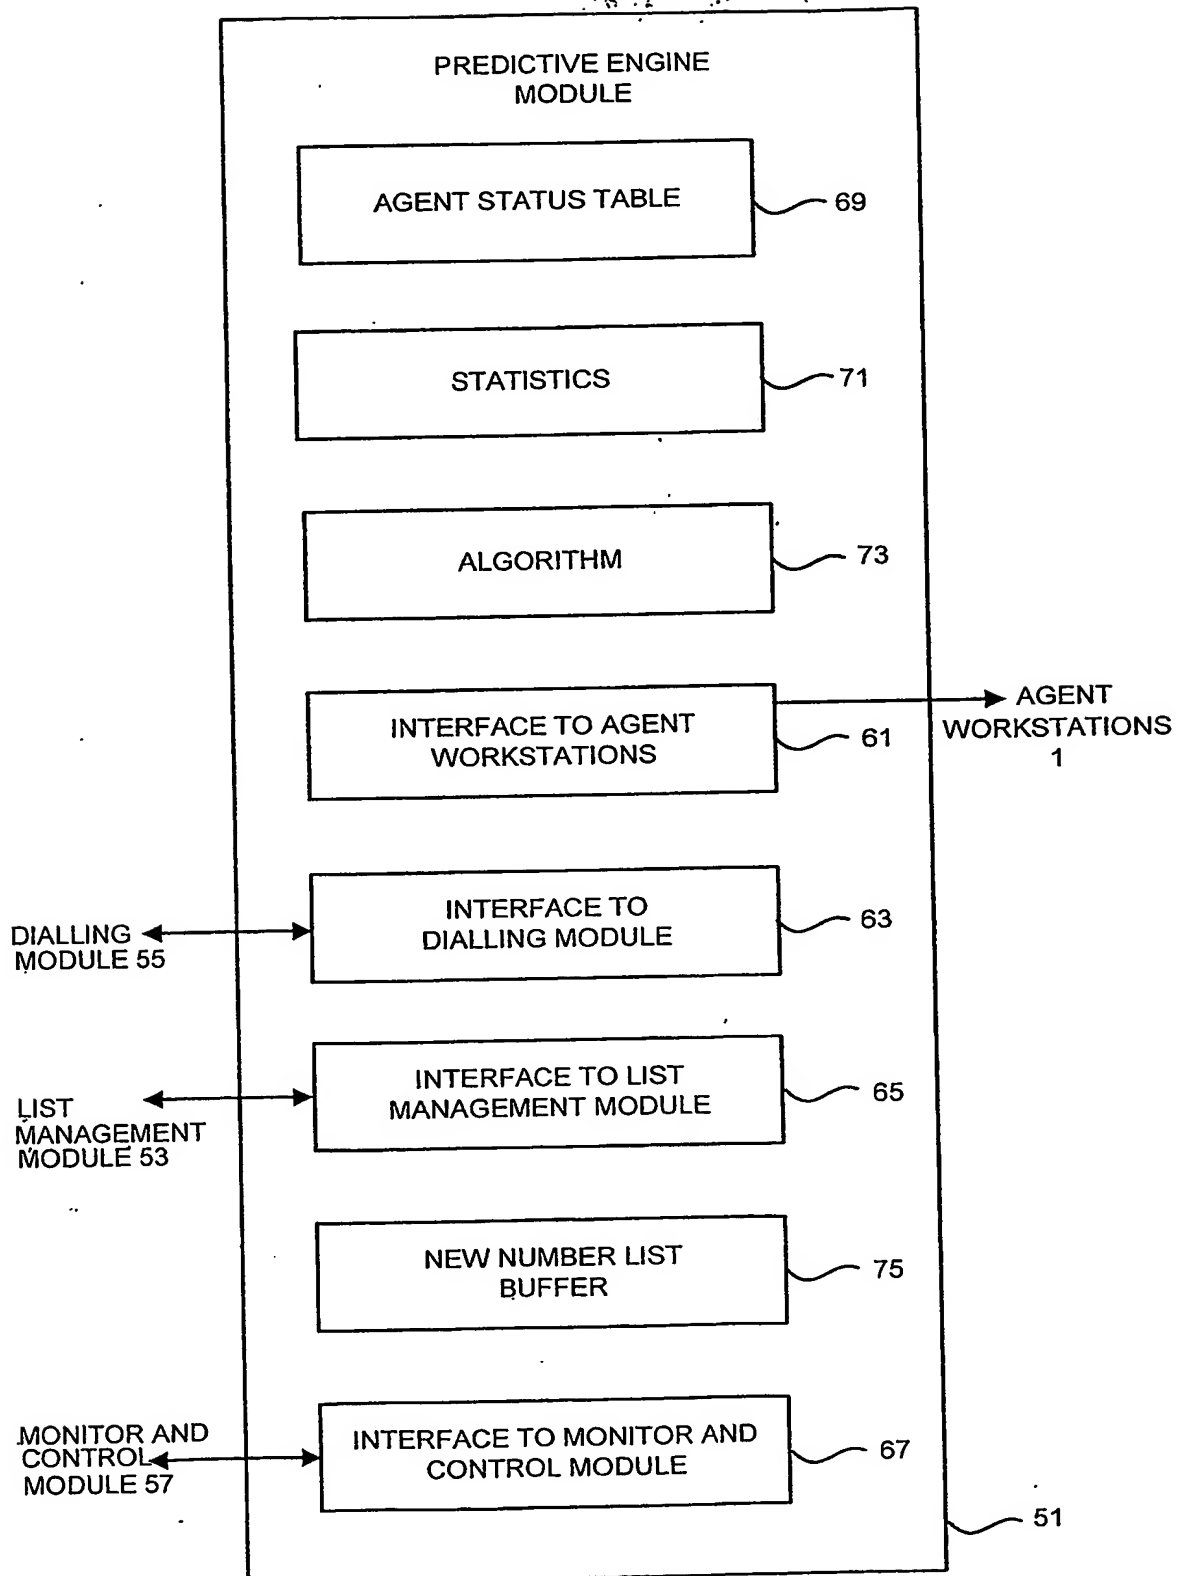 PREDICTIVE ENGINE
MODULE
AGENT STATUS TABLE
69
STATISTICS
71
ALGORITHM
73
INTERFACE TO AGENT
WORKSTATIONS
61
AGENT
WORKSTATIONS
1
INTERFACE TO
DIALLING MODULE
63
DIALLING
MODULE 55
INTERFACE TO LIST
MANAGEMENT MODULE
65
LIST
MANAGEMENT
MODULE 53
NEW NUMBER LIST
BUFFER
75
MONITOR AND
CONTROL
MODULE 57
INTERFACE TO MONITOR AND
CONTROL MODULE
67
51